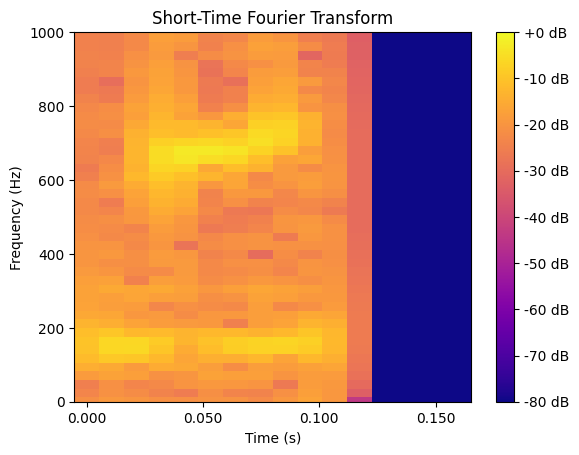 Short-Time Fourier Transform
1000
800
600
400
200
0
Frequency (Hz)
0.000
0.050
0.100
0.150
Time (s)
+0 dB
-10 dB
-20 dB
-30 dB
-40 dB
-50 dB
-60 dB
-70 dB
-80 dB